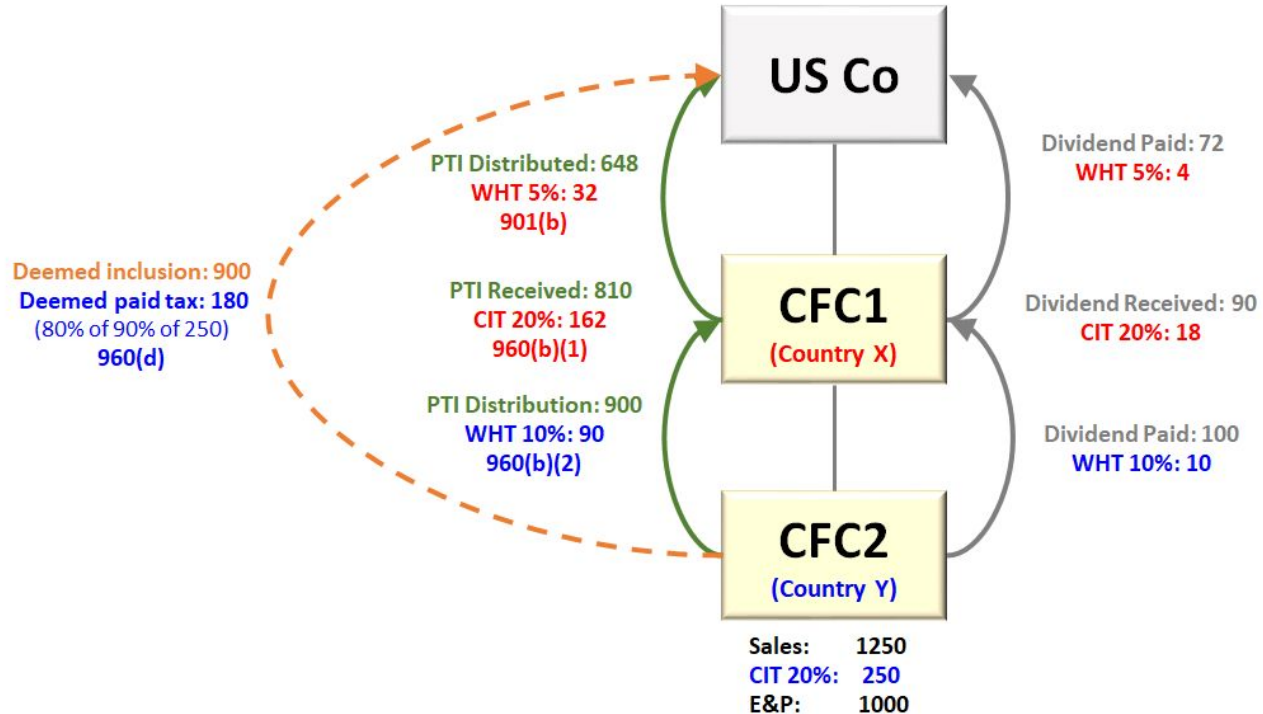 US Co
PTI Distributed: 648
WHT 5%: 32
901(b)
Dividend Paid: 72
WHT 5%: 4
Deemed inclusion: 900
Deemed paid tax: 180
(80% of 90% of 250)
960(d)
PTI Received: 810
CIT 20%: 162
960(b)(1)
CFC1
(Country X)
Dividend Received: 90
CIT 20%: 18
PTI Distribution: 900
WHT 10%: 90
960(b)(2)
Dividend Paid: 100
WHT 10%: 10
CFC2
(Country Y)
Sales: 1250
CIT 20%: 250
E&P: 1000